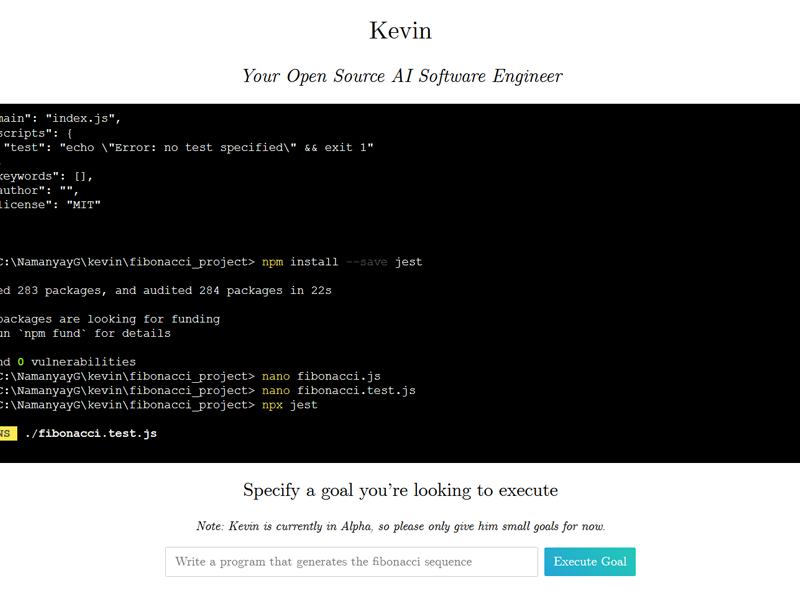 Kevin
Your Open Source AI Software Engineer
main": "index.js",
scripts": {
"test": "echo \"Error: no test specified\" && exit 1"
keywords": [],
author": "",
license": "MIT"
C:\NamanyayG\kevin\fibonacci_project> npm install --save jest
ed 283 packages, and audited 284 packages in 22s
packages are looking for funding
un `npm fund` for details
nd 0 vulnerabilities
C:\NamanyayG\kevin\fibonacci_project> nano fibonacci.js
C:\NamanyayG\kevin\fibonacci_project> nano fibonacci.test.js
C:\NamanyayG\kevin\fibonacci_project> npx jest
NS ./fibonacci.test.js
Specify a goal you're looking to execute
Note: Kevin is currently in Alpha, so please only give him small goals for now.
Write a program that generates the fibonacci sequence
Execute Goal